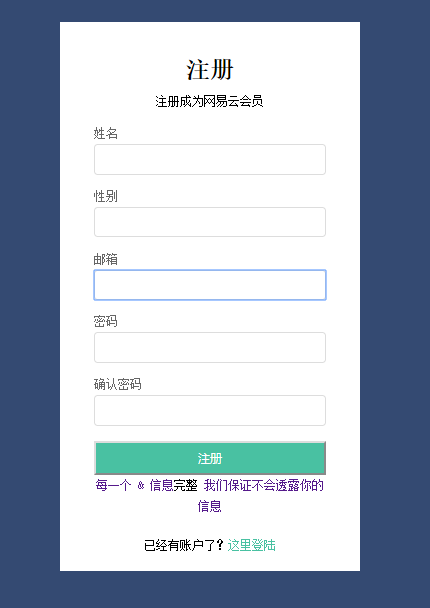 注册
注册成为网易云会员
姓名
性别
邮箱
密码
确认密码
注册
每一个 & 信息完整 我们保证不会透露你的
信息
已经有账户了？这里登陆